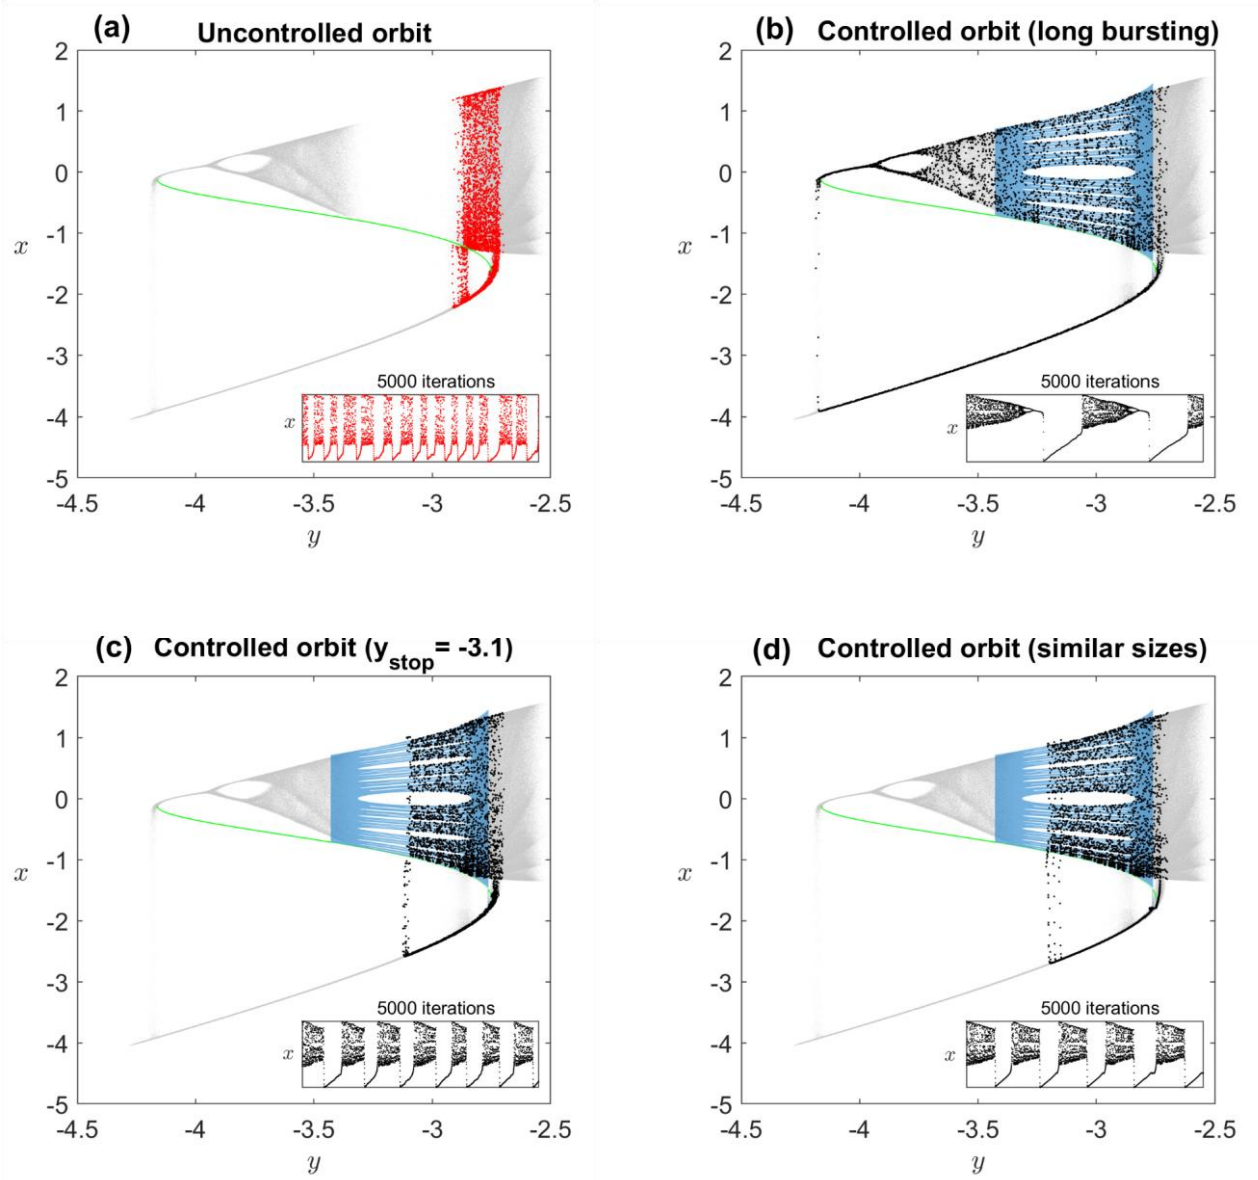 (a) Uncontrolled orbit
2
1
0
x
-1
-2
-3
-4
-5
5000 iterations
x
-4.5 -4 -3.5 -3 -2.5
y
(b) Controlled orbit (long bursting)
2
1
0
x
-1
-2
-3
-4
-5
5000 iterations
x
-4.5 -4 -3.5 -3 -2.5
y
(c) Controlled orbit (y_stop= -3.1)
2
1
0
x
-1
-2
-3
-4
-5
5000 iterations
x
-4.5 -4 -3.5 -3 -2.5
y
(d) Controlled orbit (similar sizes)
2
1
0
x
-1
-2
-3
-4
-5
5000 iterations
x
-4.5 -4 -3.5 -3 -2.5
y